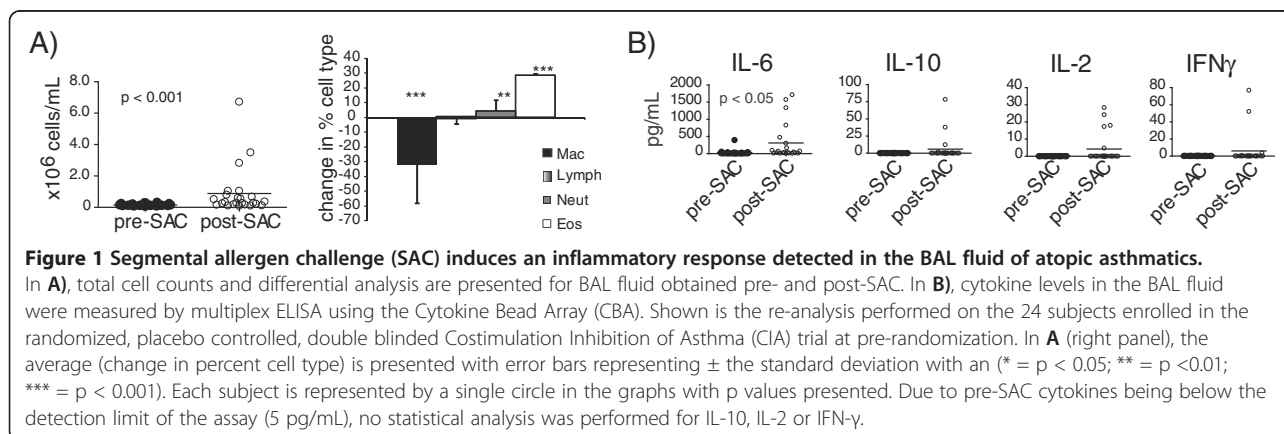 A)
x10⁶ cells/mL
8.0
6.0
4.0
2.0
0.0
p < 0.001
pre-SAC post-SAC
change in % cell type
40
30
20
10
0
-10
-20
-30
-40
-50
-60
-70
***
**
***
Mac
Lymph
Neut
Eos
B)
pg/mL
IL-6
2000
1500
1000
500
0
p < 0.05
pre-SAC
post-SAC
IL-10
100
75
50
25
0
pre-SAC
post-SAC
IL-2
40
30
20
10
0
pre-SAC
post-SAC
IFNγ
80
60
40
20
0
pre-SAC
post-SAC
Figure 1 Segmental allergen challenge (SAC) induces an inflammatory response detected in the BAL fluid of atopic asthmatics.
In A), total cell counts and differential analysis are presented for BAL fluid obtained pre- and post-SAC. In B), cytokine levels in the BAL fluid
were measured by multiplex ELISA using the Cytokine Bead Array (CBA). Shown is the re-analysis performed on the 24 subjects enrolled in the
randomized, placebo controlled, double blinded Costimulation Inhibition of Asthma (CIA) trial at pre-randomization. In A (right panel), the
average (change in percent cell type) is presented with error bars representing ± the standard deviation with an (* = p < 0.05; ** = p <0.01;
*** = p < 0.001). Each subject is represented by a single circle in the graphs with p values presented. Due to pre-SAC cytokines being below the
detection limit of the assay (5 pg/mL), no statistical analysis was performed for IL-10, IL-2 or IFN-γ.